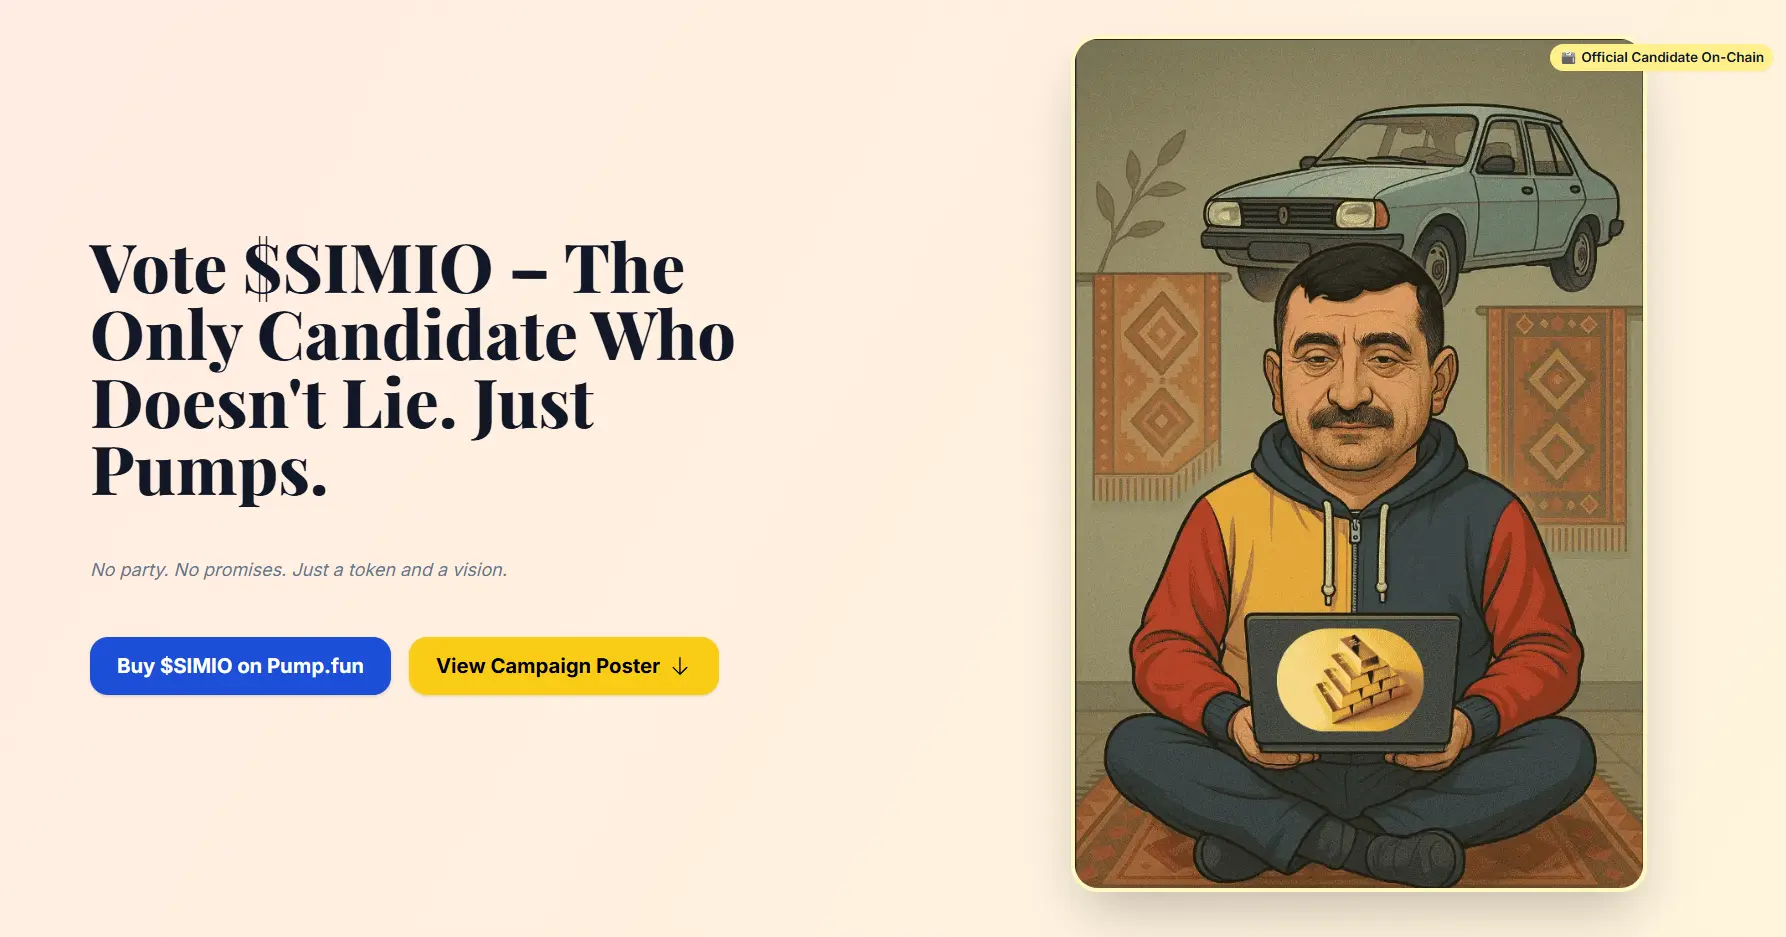 Official Candidate On-Chain
Vote $SIMIO – The
Only Candidate Who
Doesn't Lie. Just
Pumps.
No party. No promises. Just a token and a vision.
Buy $SIMIO on Pump.fun
View Campaign Poster ↓